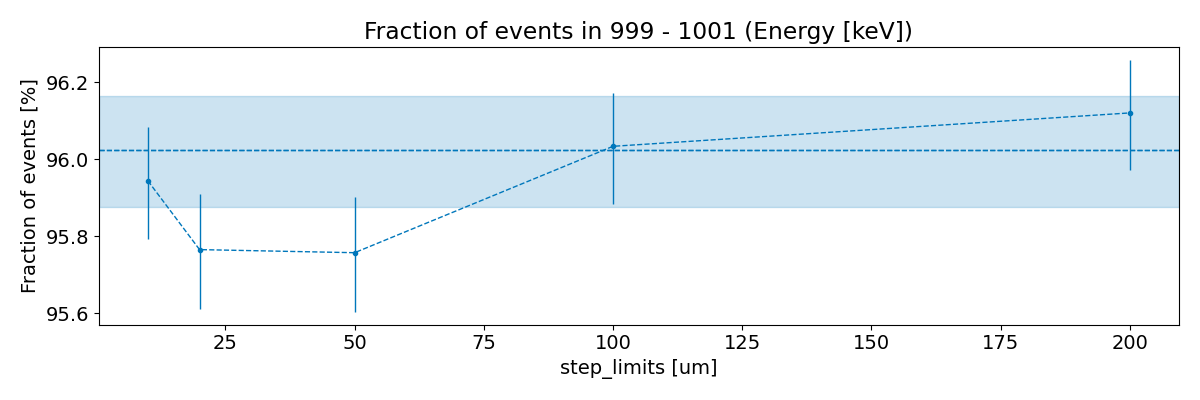 Fraction of events in 999 - 1001 (Energy [keV])
Fraction of events [%]
96.2
96.0
95.8
95.6
25 50 75 100 125 150 175 200
step_limits [um]